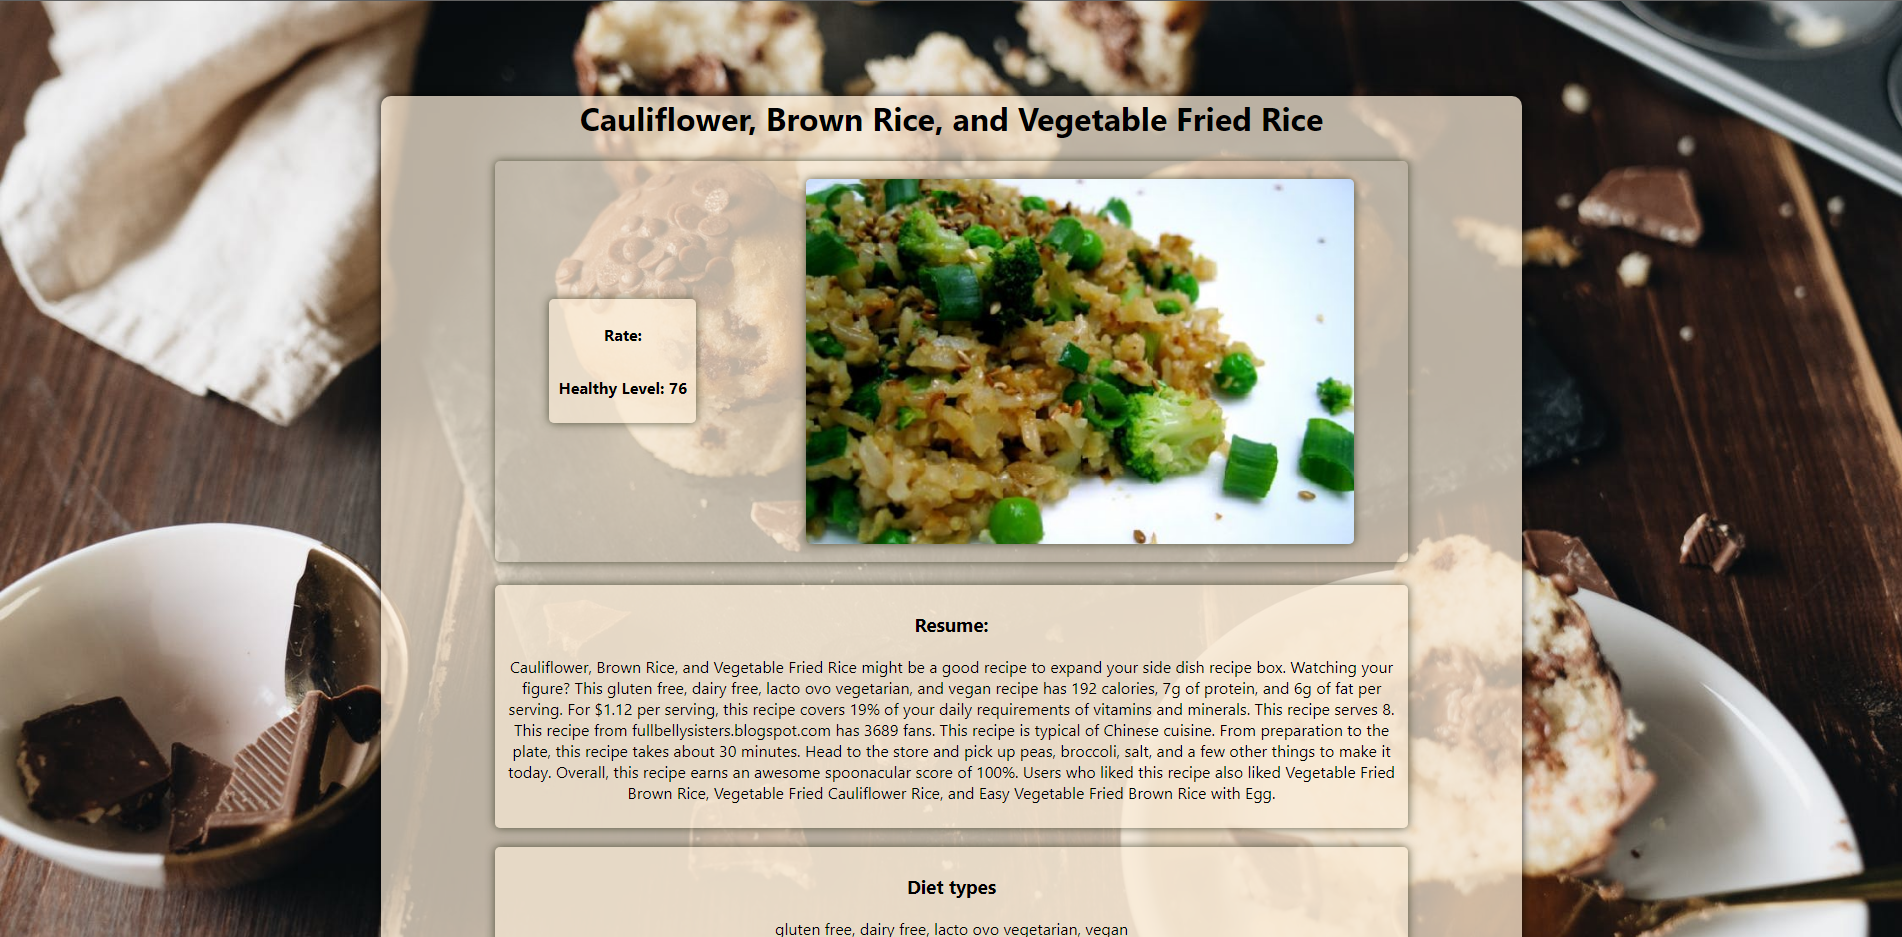 Cauliflower, Brown Rice, and Vegetable Fried Rice
Rate:
Healthy Level: 76
Resume:
Cauliflower, Brown Rice, and Vegetable Fried Rice might be a good recipe to expand your side dish recipe box. Watching your
figure? This gluten free, dairy free, lacto ovo vegetarian, and vegan recipe has 192 calories, 7g of protein, and 6g of fat per
serving. For $1.12 per serving, this recipe covers 19% of your daily requirements of vitamins and minerals. This recipe serves 8.
This recipe from fullbellysisters.blogspot.com has 3689 fans. This recipe is typical of Chinese cuisine. From preparation to the
plate, this recipe takes about 30 minutes. Head to the store and pick up peas, broccoli, salt, and a few other things to make it
today. Overall, this recipe earns an awesome spoonacular score of 100%. Users who liked this recipe also liked Vegetable Fried
Brown Rice, Vegetable Fried Cauliflower Rice, and Easy Vegetable Fried Brown Rice with Egg.
Diet types
gluten free, dairy free, lacto ovo vegetarian, vegan